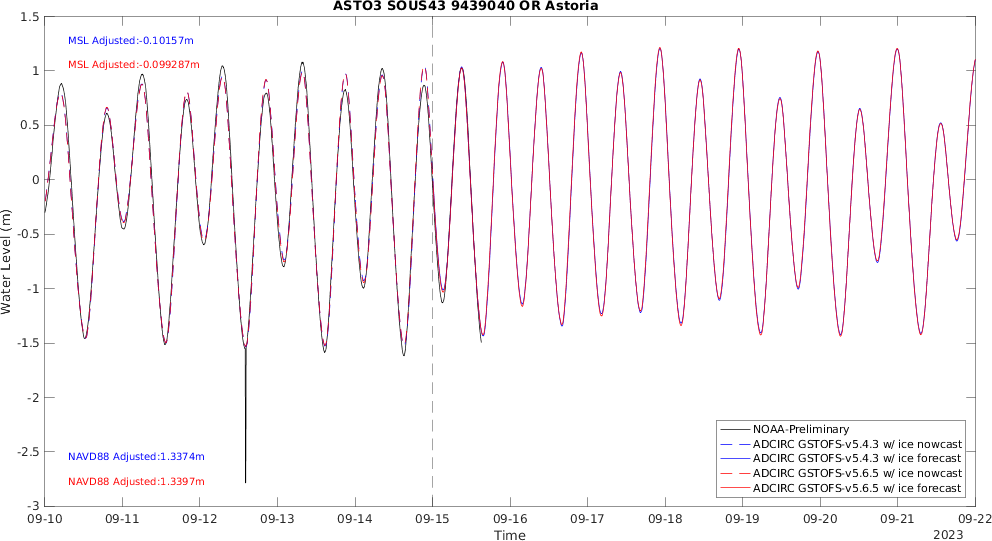 ASTO3 SOUS43 9439040 OR Astoria
MSL Adjusted:-0.10157m
MSL Adjusted:-0.099287m
1.5
1
0.5
0
-0.5
-1
-1.5
-2
-2.5
-3
Water Level (m)
NAVD88 Adjusted:1.3374m
NAVD88 Adjusted:1.3397m
NOAA-Preliminary
ADCIRC GSTOFS-v5.4.3 w/ ice nowcast
ADCIRC GSTOFS-v5.4.3 w/ ice forecast
ADCIRC GSTOFS-v5.6.5 w/ ice nowcast
ADCIRC GSTOFS-v5.6.5 w/ ice forecast
09-10 09-11 09-12 09-13 09-14 09-15 09-16 09-17 09-18 09-19 09-20 09-21 09-22
Time
2023